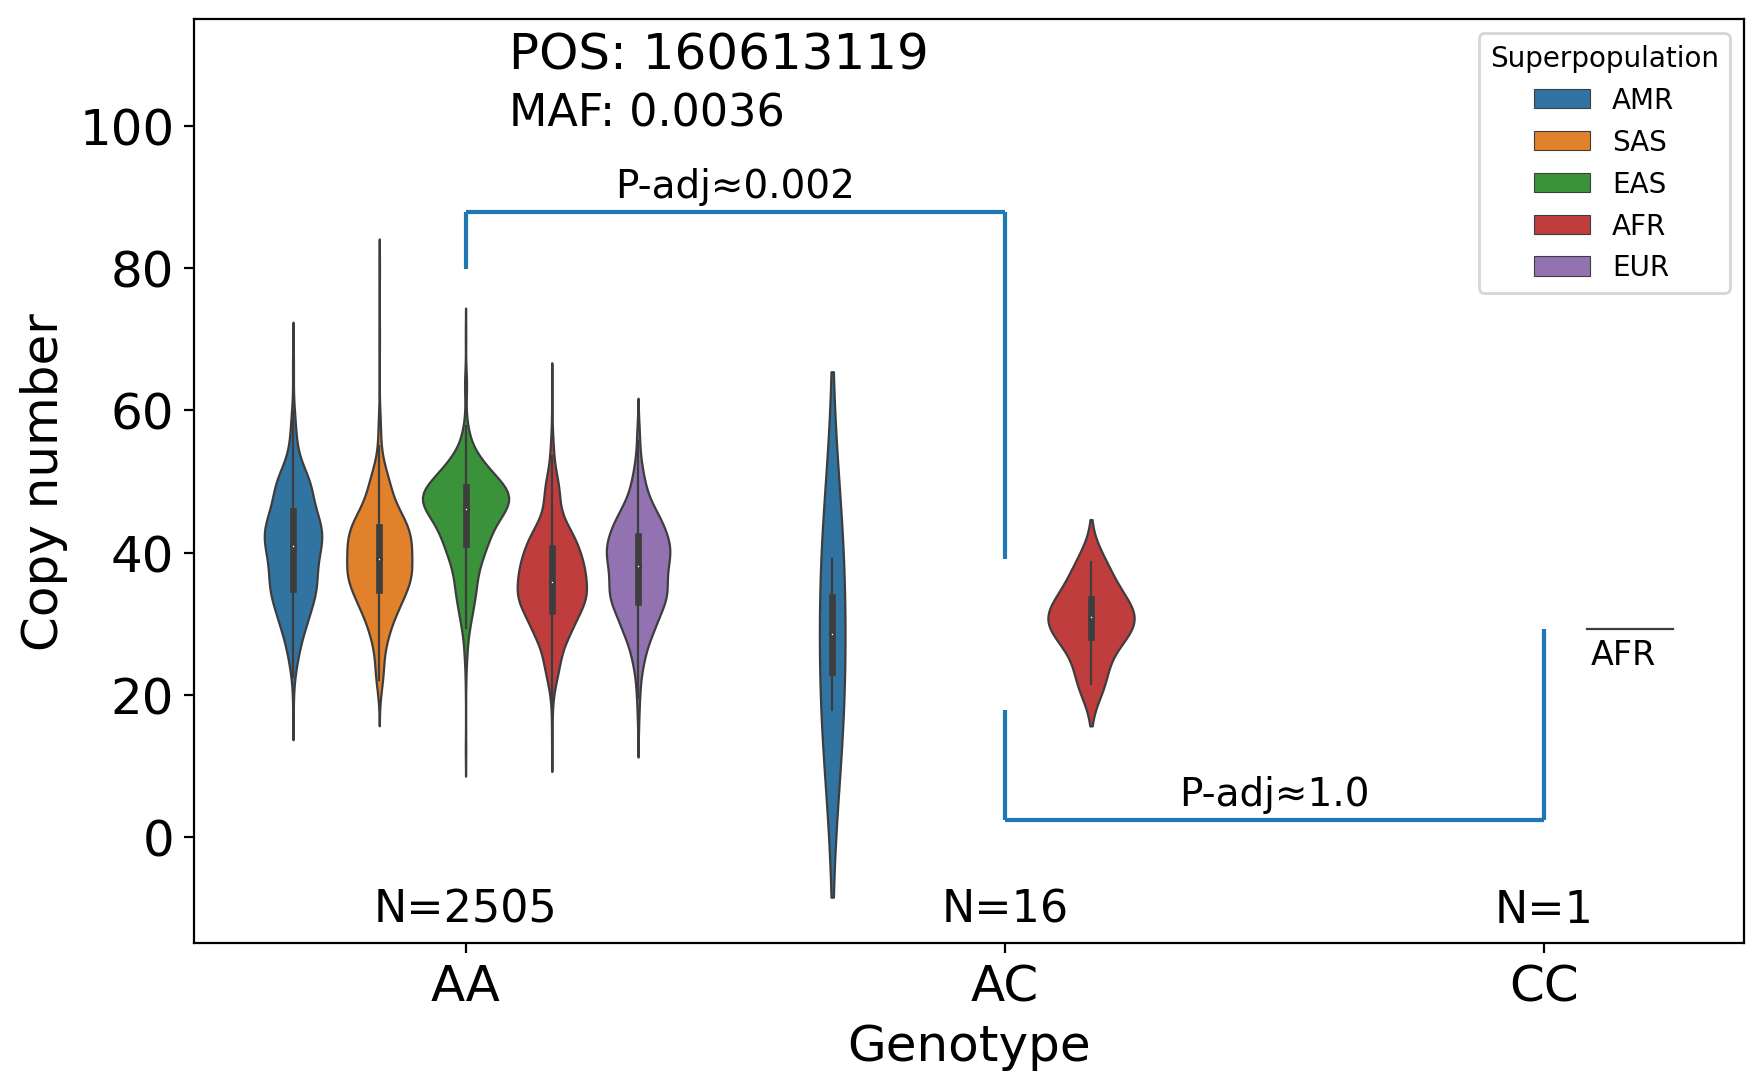 POS: 160613119
MAF: 0.0036
Superpopulation
AMR
SAS
EAS
AFR
EUR
P-adj≈0.002
100
80
60
40
20
0
Copy number
AFR
P-adj≈1.0
N=2505
N=16
N=1
AA
AC
CC
Genotype